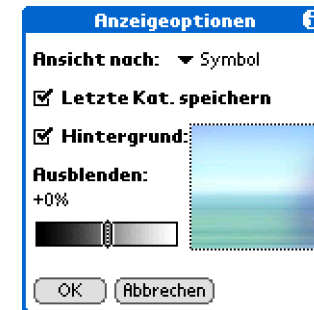 Anzeigeoptionen
Ansicht nach: Symbol
Letzte Kat. speichern
Hintergrund:
Ausblenden:
+0%
OK Abbrechen